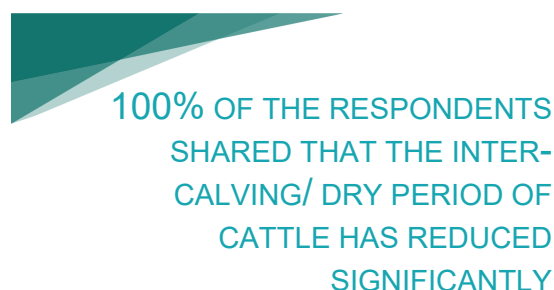 100% OF THE RESPONDENTS
SHARED THAT THE INTER-
CALVING/ DRY PERIOD OF
CATTLE HAS REDUCED
SIGNIFICANTLY